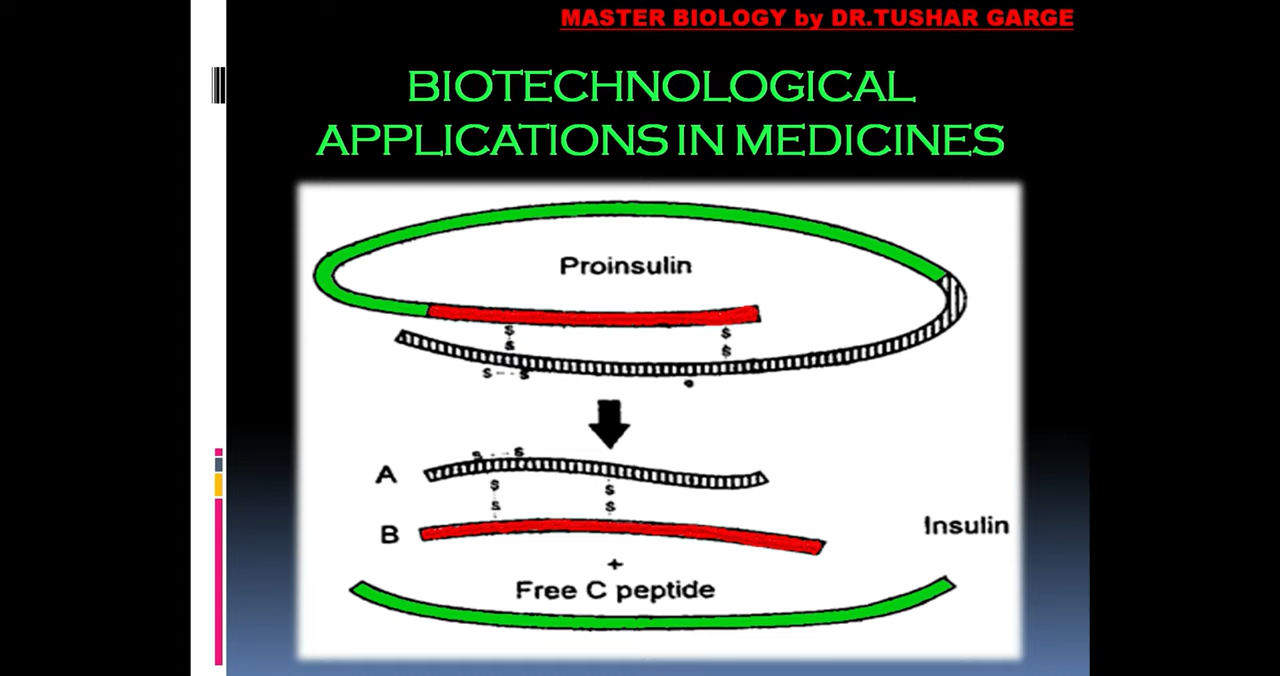 MASTER BIOLOGY by DR.TUSHAR GARGE
BIOTECHNOLOGICAL
APPLICATIONS IN MEDICINES
Proinsulin
S S
S S
S--S
S--S
A
S S
S S
B
Insulin
+
Free C peptide